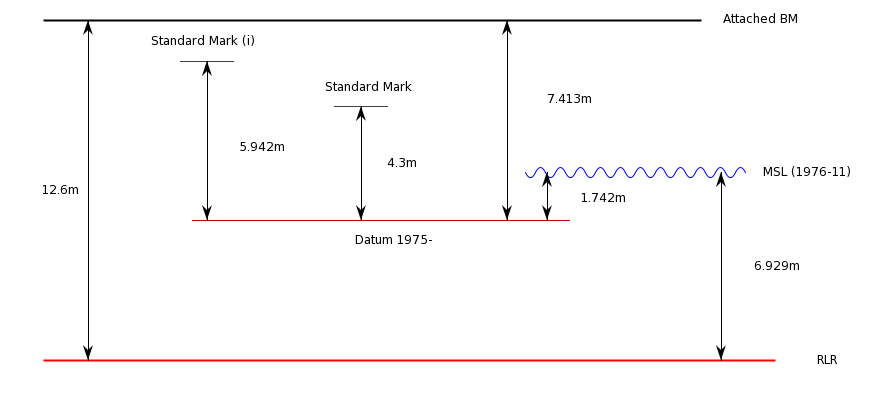 Attached BM
Standard Mark (i)
Standard Mark
7.413m
5.942m
4.3m
MSL (1976-11)
12.6m
1.742m
Datum 1975-
6.929m
RLR